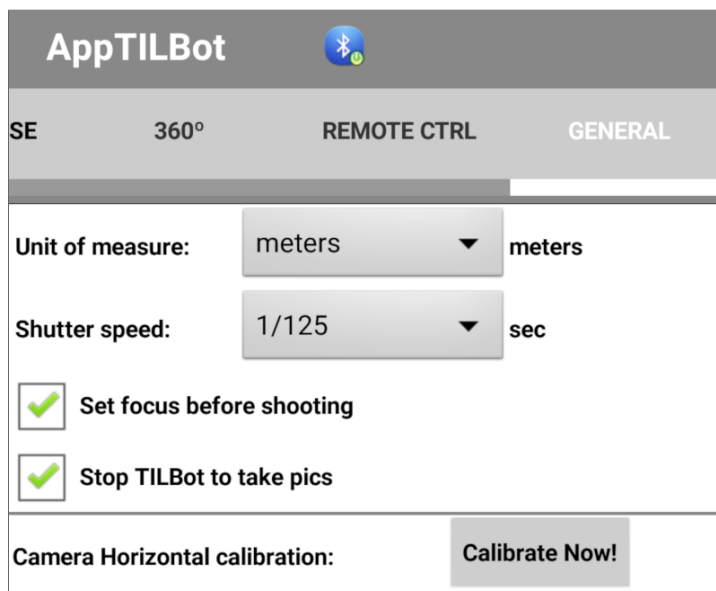 AppTILBot
SE 360º REMOTE CTRL GENERAL
Unit of measure: meters meters
Shutter speed: 1/125 sec
Set focus before shooting
Stop TILBot to take pics
Camera Horizontal calibration: Calibrate Now!